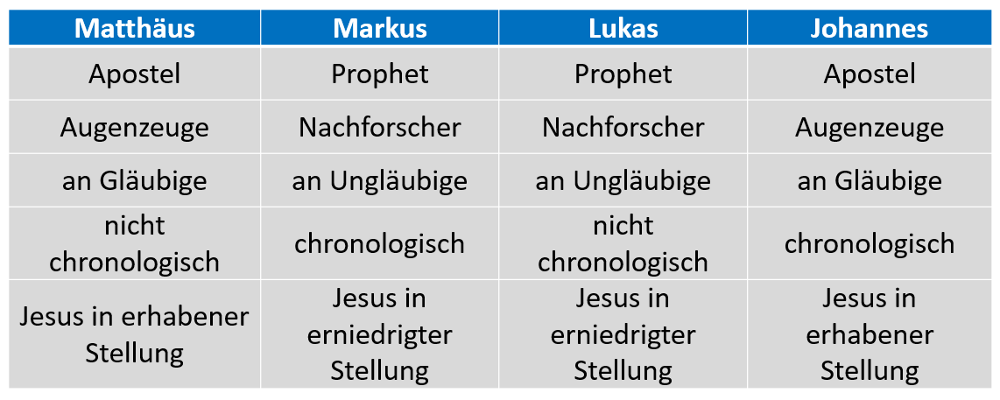 Matthäus Markus Lukas Johannes
Apostel Prophet Prophet Apostel
Augenzeuge Nachforscher Nachforscher Augenzeuge
an Gläubige an Ungläubige an Ungläubige an Gläubige
nicht
chronologisch
chronologisch
nicht
chronologisch
chronologisch
Jesus in erhabener
Stellung
Jesus in
erniedrigter
Stellung
Jesus in
erniedrigter
Stellung
Jesus in
erhabener
Stellung